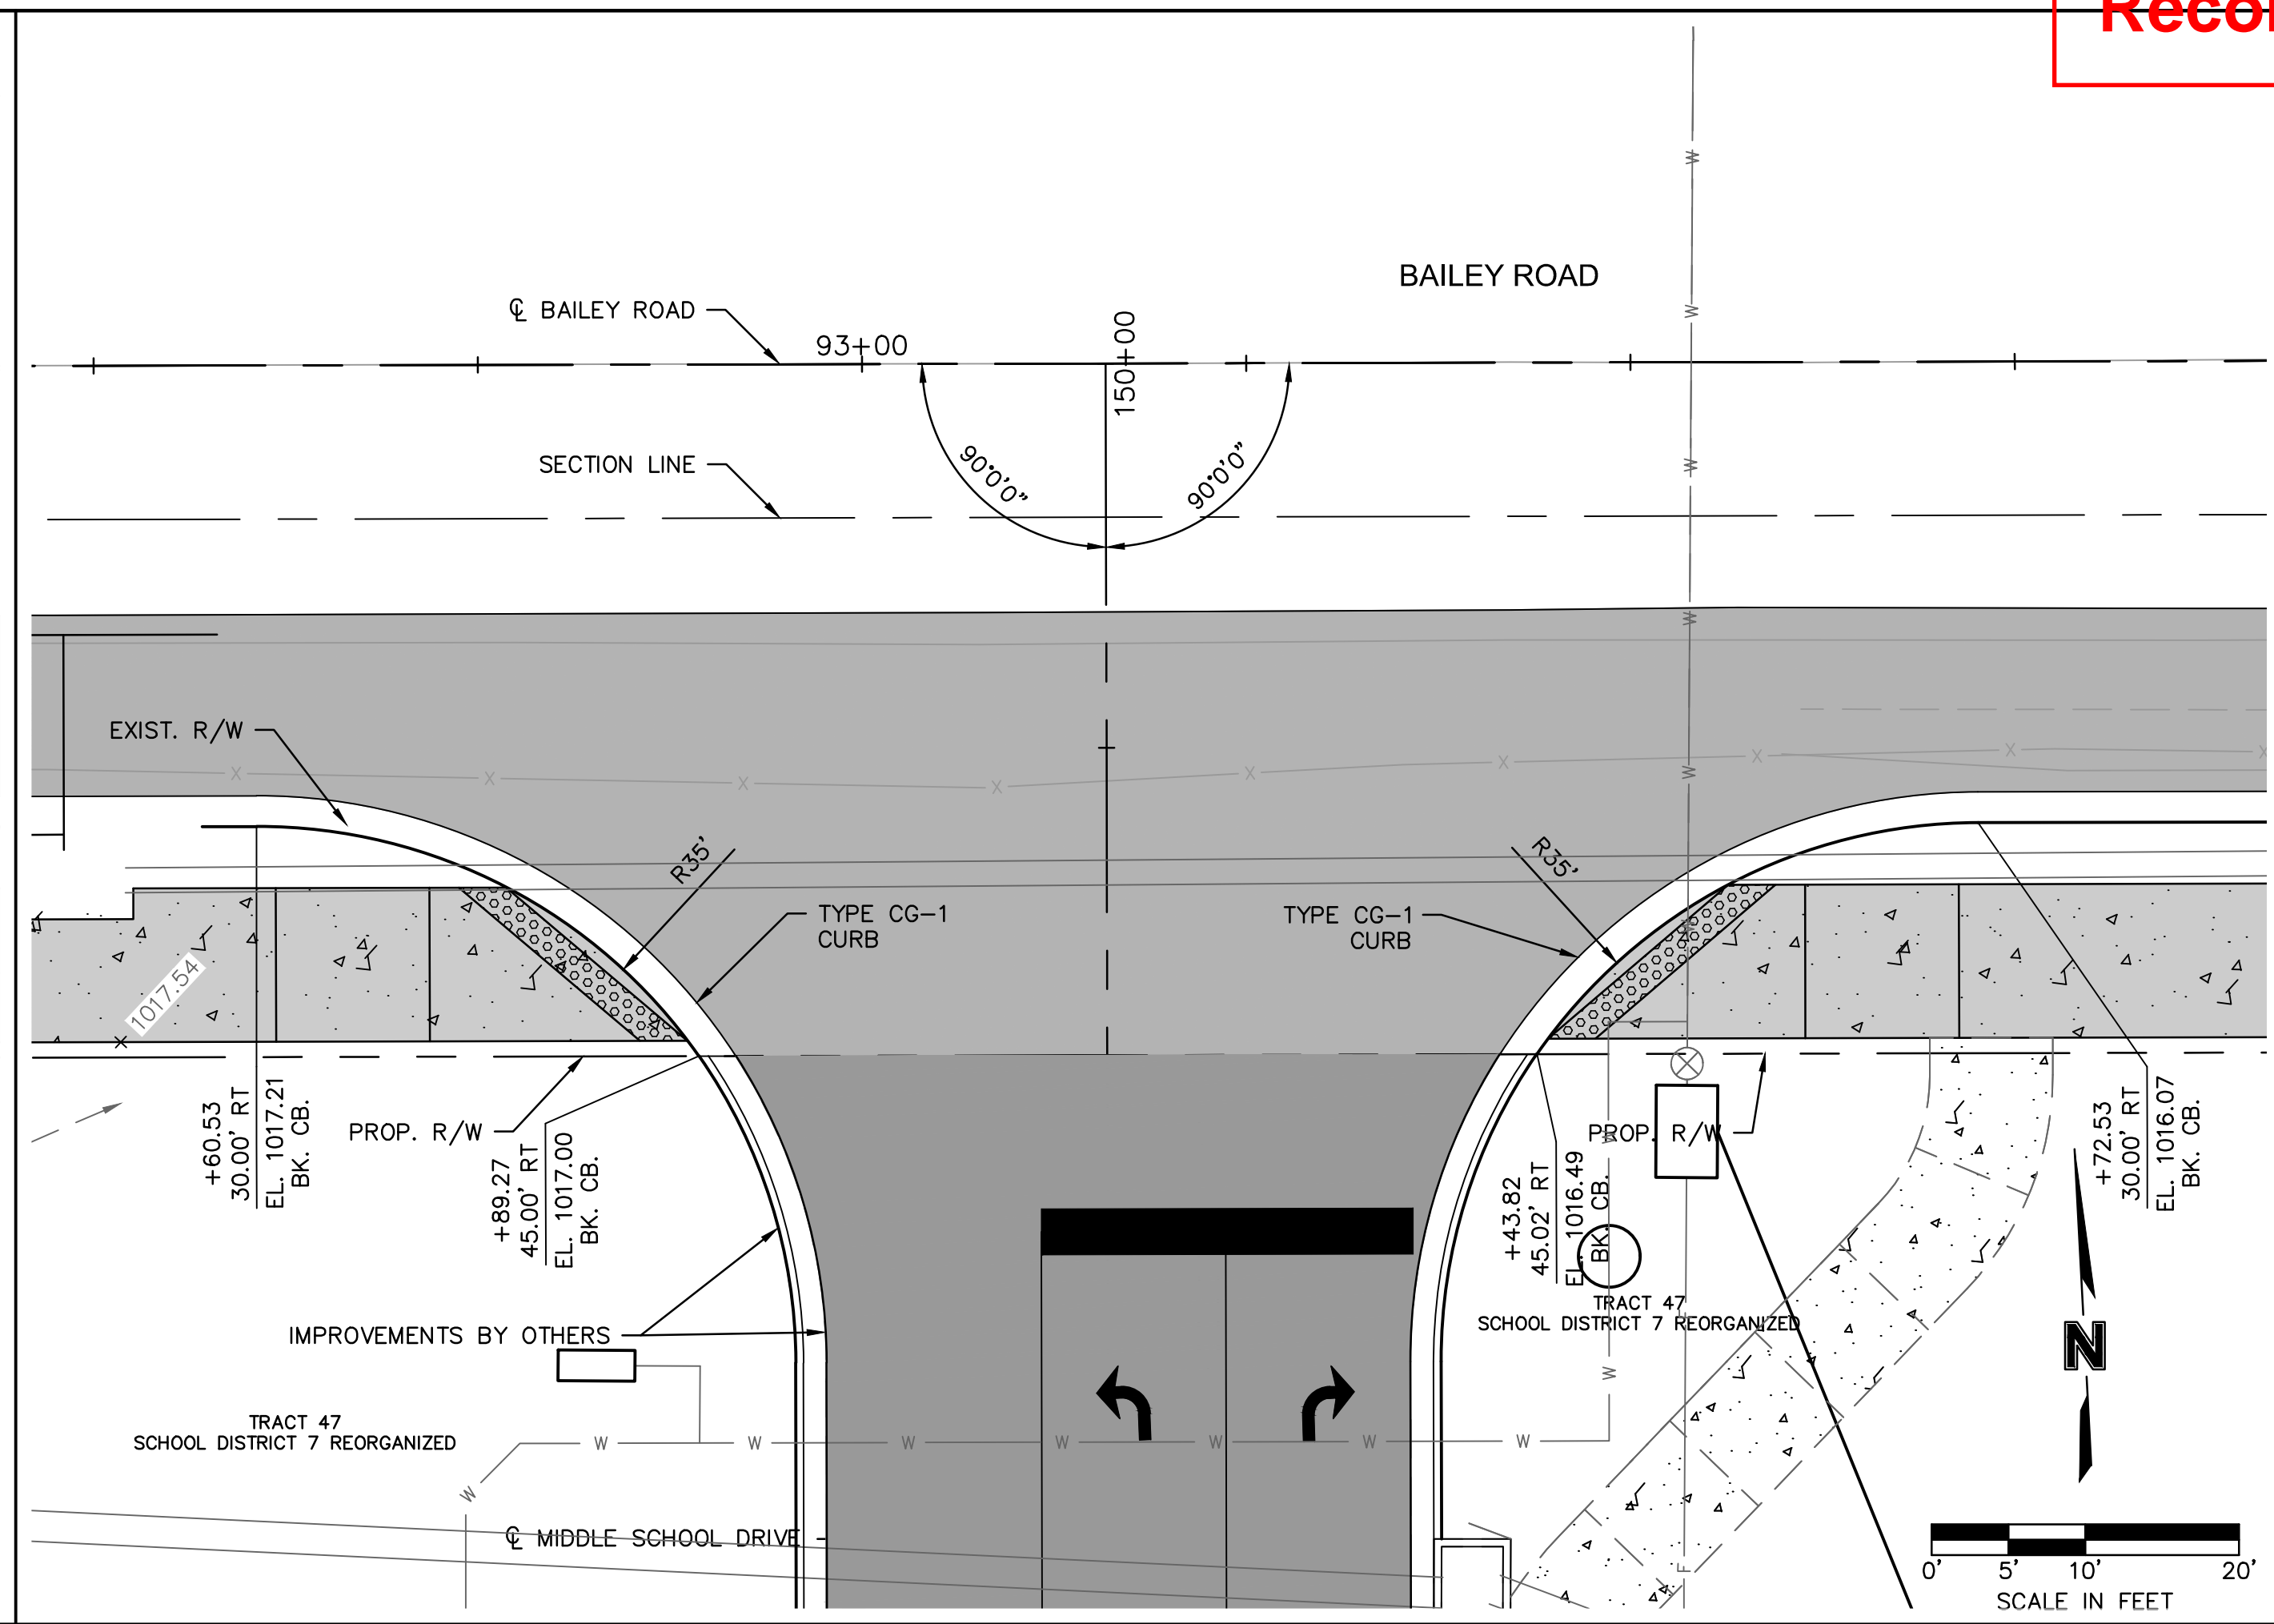 BAILEY ROAD
℄ BAILEY ROAD
93+00
150+00
SECTION LINE
90°0'0"
90°0'0"
EXIST. R/W
R35'
R35'
TYPE CG-1
CURB
TYPE CG-1
CURB
1017.54
+60.53
30.00' RT
EL. 1017.21
BK. CB.
PROP. R/W
+89.27
45.00' RT
EL. 1017.00
BK. CB.
+43.82
45.02' RT
EL. 1016.49
BK. CB.
PROP. R/W
+72.53
30.00' RT
EL. 1016.07
BK. CB.
IMPROVEMENTS BY OTHERS
TRACT 47
SCHOOL DISTRICT 7 REORGANIZED
TRACT 47
SCHOOL DISTRICT 7 REORGANIZED
N
℄ MIDDLE SCHOOL DRIVE
0' 5' 10' 20'
SCALE IN FEET